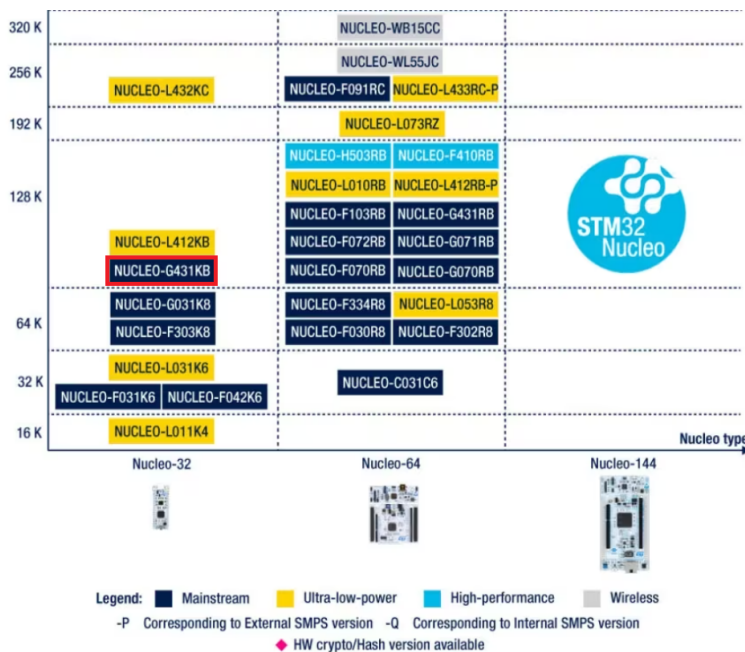 320 K
NUCLEO-WB15CC
256 K
NUCLEO-WL55JC
NUCLEO-L432KC NUCLEO-F091RC NUCLEO-L433RC-P
192 K
NUCLEO-L073RZ
128 K
NUCLEO-H503RB NUCLEO-F410RB
NUCLEO-L010RB NUCLEO-L412RB-P
NUCLEO-F103RB NUCLEO-G431RB
NUCLEO-L412KB NUCLEO-F072RB NUCLEO-G071RB
NUCLEO-G431KB NUCLEO-F070RB NUCLEO-G070RB
STM32
Nucleo
64 K
NUCLEO-G031K8 NUCLEO-F334R8 NUCLEO-L053R8
NUCLEO-F303K8 NUCLEO-F030R8 NUCLEO-F302R8
32 K
NUCLEO-L031K6
NUCLEO-C031C6
NUCLEO-F031K6 NUCLEO-F042K6
16 K
NUCLEO-L011K4
Nucleo type
Nucleo-32 Nucleo-64 Nucleo-144
Legend: Mainstream Ultra-low-power High-performance Wireless
-P Corresponding to External SMPS version -Q Corresponding to Internal SMPS version
HW crypto/Hash version available